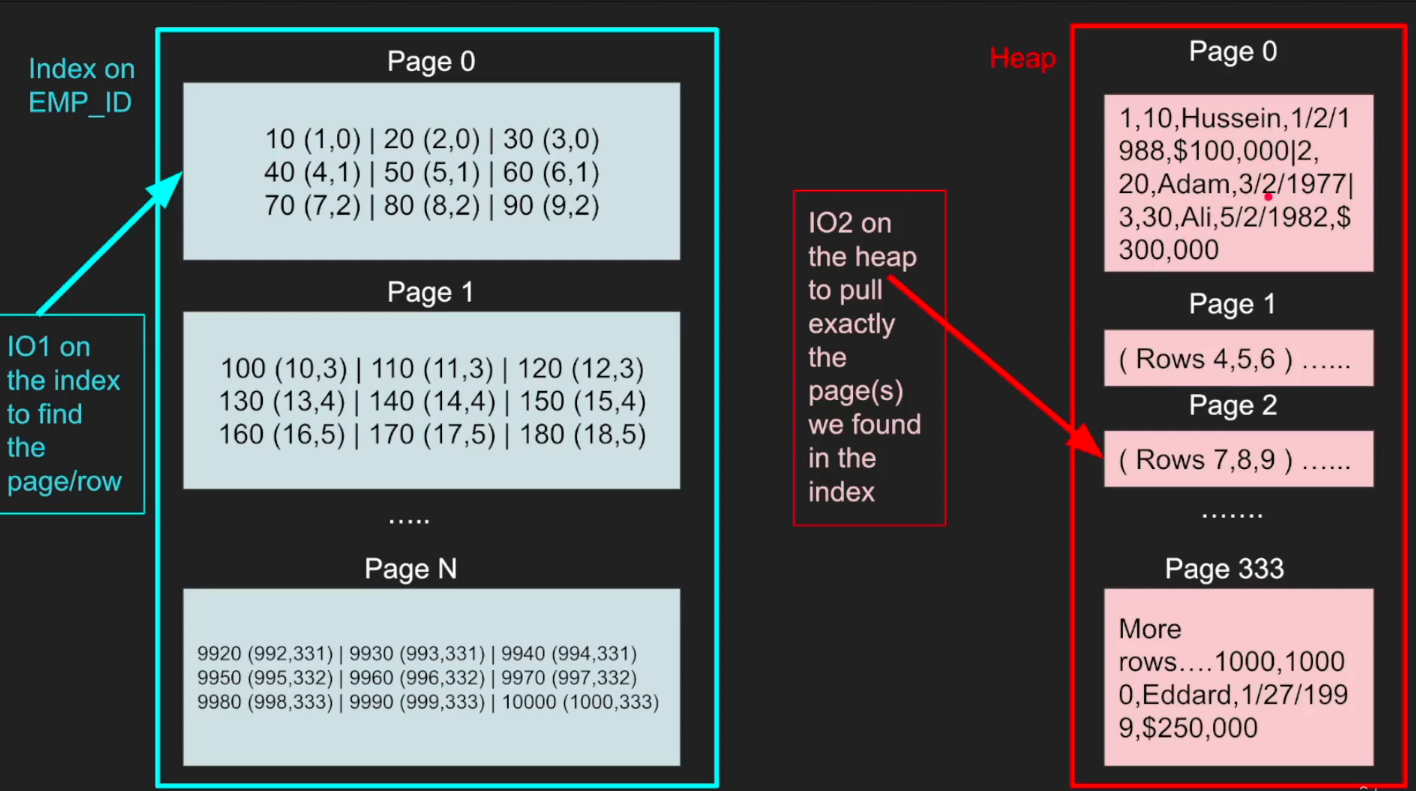 Index on
EMP_ID
Page 0
10 (1,0) | 20 (2,0) | 30 (3,0)
40 (4,1) | 50 (5,1) | 60 (6,1)
70 (7,2) | 80 (8,2) | 90 (9,2)
Page 1
100 (10,3) | 110 (11,3) | 120 (12,3)
130 (13,4) | 140 (14,4) | 150 (15,4)
160 (16,5) | 170 (17,5) | 180 (18,5)
.....
Page N
9920 (992,331) | 9930 (993,331) | 9940 (994,331)
9950 (995,332) | 9960 (996,332) | 9970 (997,332)
9980 (998,333) | 9990 (999,333) | 10000 (1000,333)
IO1 on
the index
to find
the
page/row
IO2 on
the heap
to pull
exactly
the
page(s)
we found
in the
index
Heap
Page 0
1,10,Hussein,1/2/1
988,$100,000|2,
20,Adam,3/2/1977|
3,30,Ali,5/2/1982,$
300,000
Page 1
( Rows 4,5,6 ) ......
Page 2
( Rows 7,8,9 ) ......
.......
Page 333
More
rows....1000,1000
0,Eddard,1/27/199
9,$250,000